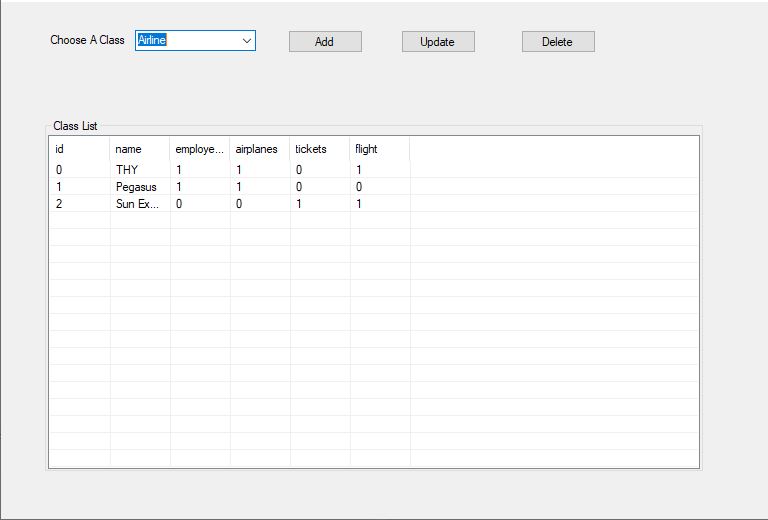 Choose A Class Airline Add Update Delete
Class List
id name employe... airplanes tickets flight
0 THY 1 1 0 1
1 Pegasus 1 1 0 0
2 Sun Ex... 0 0 1 1